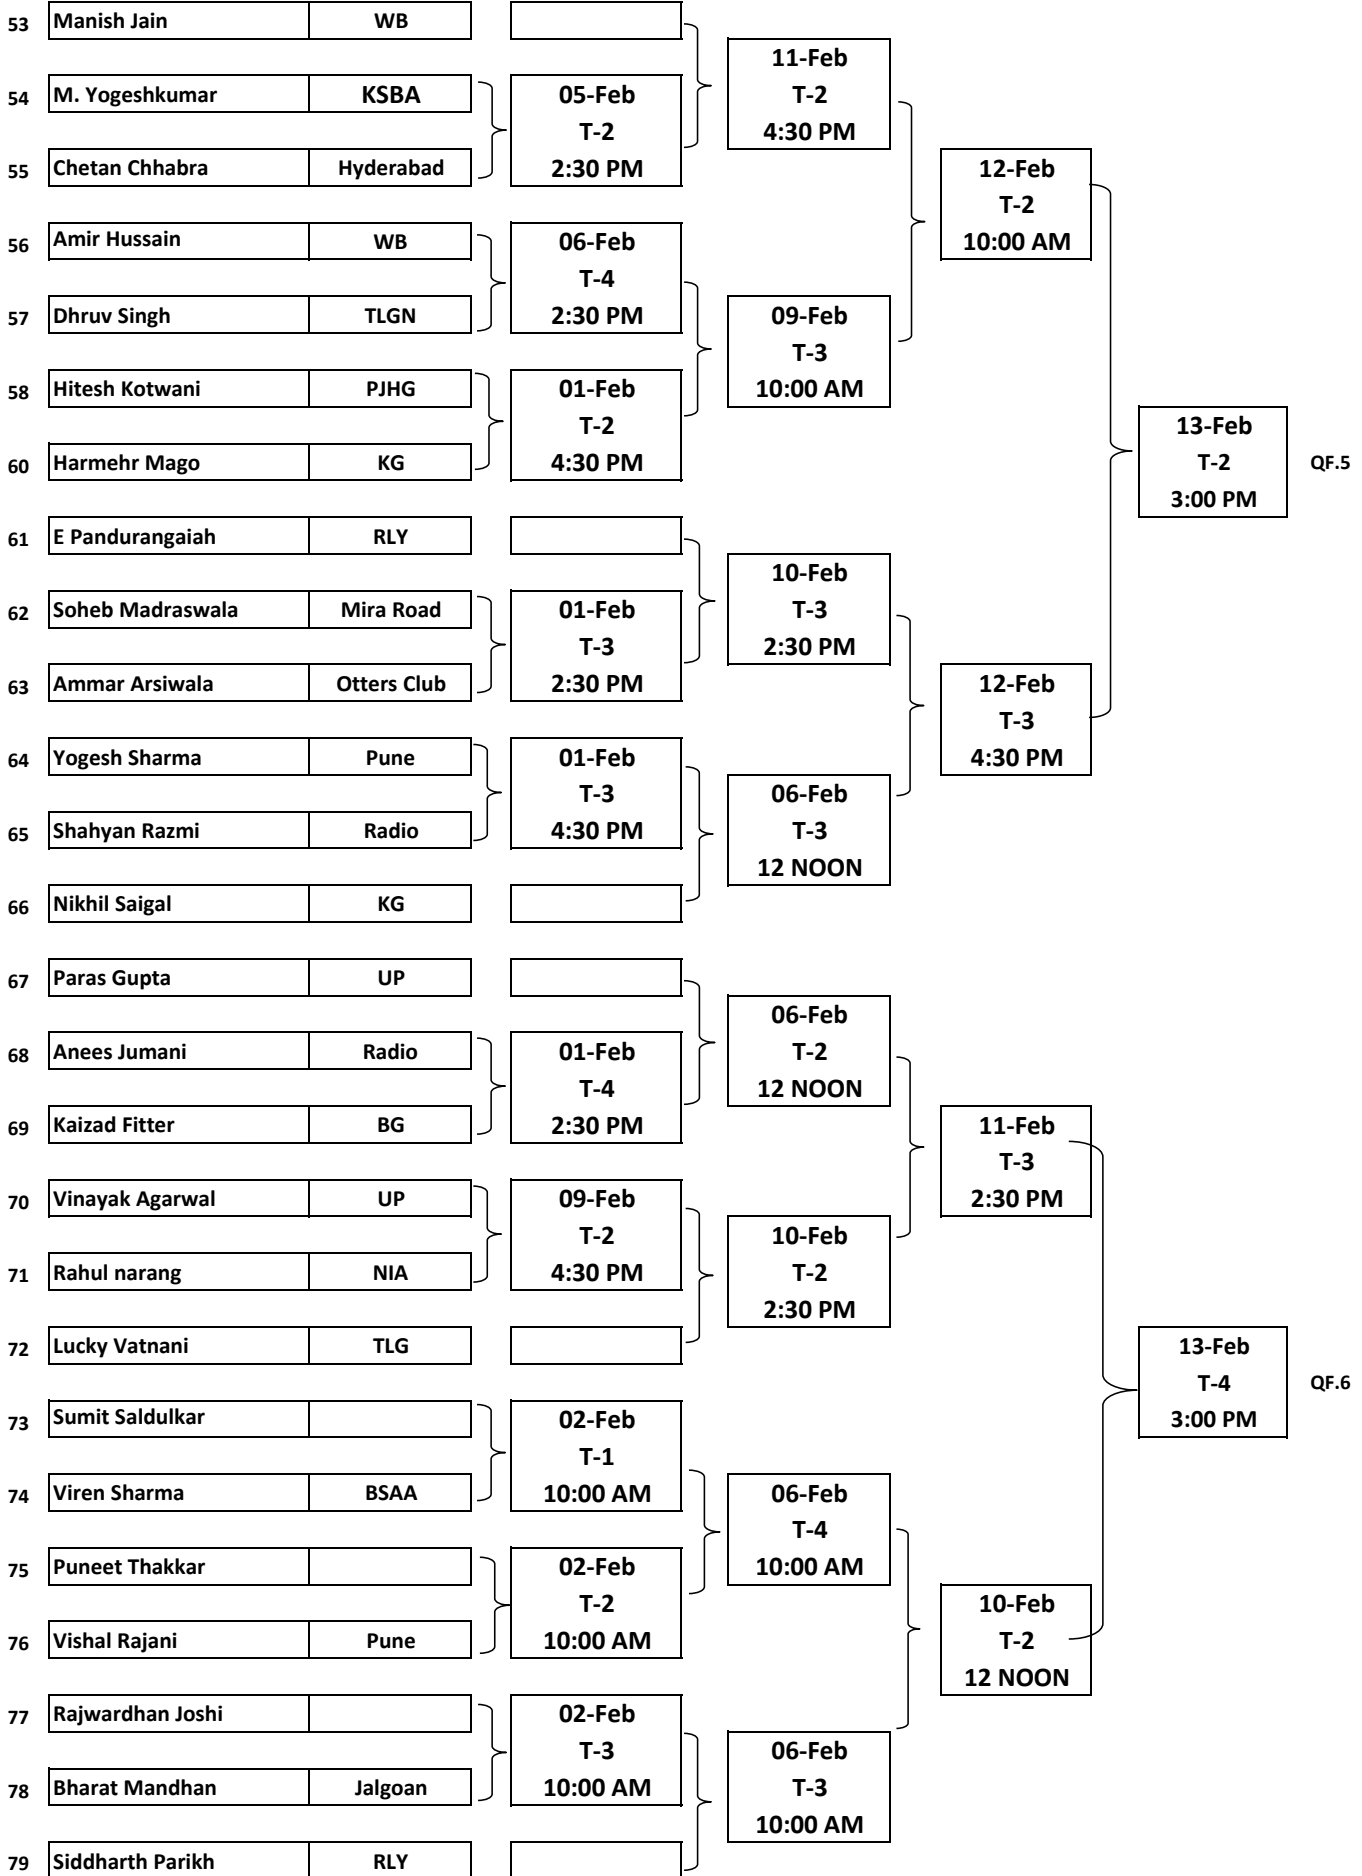 53 Manish Jain WB
11-Feb
54 M. Yogeshkumar KSBA 05-Feb T-2
T-2 4:30 PM
55 Chetan Chhabra Hyderabad 2:30 PM 12-Feb
T-2
56 Amir Hussain WB 06-Feb 10:00 AM
T-4
57 Dhruv Singh TLGN 2:30 PM 09-Feb
T-3
58 Hitesh Kotwani PJHG 01-Feb 10:00 AM
T-2 13-Feb
60 Harmehr Mago KG 4:30 PM T-2 QF.5
3:00 PM
61 E Pandurangaiah RLY
10-Feb
62 Soheb Madraswala Mira Road 01-Feb T-3
T-3 2:30 PM
63 Ammar Arsiwala Otters Club 2:30 PM 12-Feb
T-3
64 Yogesh Sharma Pune 01-Feb 4:30 PM
T-3 06-Feb
65 Shahyan Razmi Radio 4:30 PM T-3
12 NOON
66 Nikhil Saigal KG
67 Paras Gupta UP
06-Feb
68 Anees Jumani Radio 01-Feb T-2
T-4 12 NOON
69 Kaizad Fitter BG 2:30 PM 11-Feb
T-3
70 Vinayak Agarwal UP 09-Feb 2:30 PM
T-2 10-Feb
71 Rahul narang NIA 4:30 PM T-2
2:30 PM
72 Lucky Vatnani TLG 13-Feb
T-4 QF.6
73 Sumit Saldulkar 02-Feb 3:00 PM
T-1
74 Viren Sharma BSAA 10:00 AM 06-Feb
T-4
75 Puneet Thakkar 02-Feb 10:00 AM
T-2 10-Feb
76 Vishal Rajani Pune 10:00 AM T-2
12 NOON
77 Rajwardhan Joshi 02-Feb
T-3 06-Feb
78 Bharat Mandhan Jalgoan 10:00 AM T-3
10:00 AM
79 Siddharth Parikh RLY